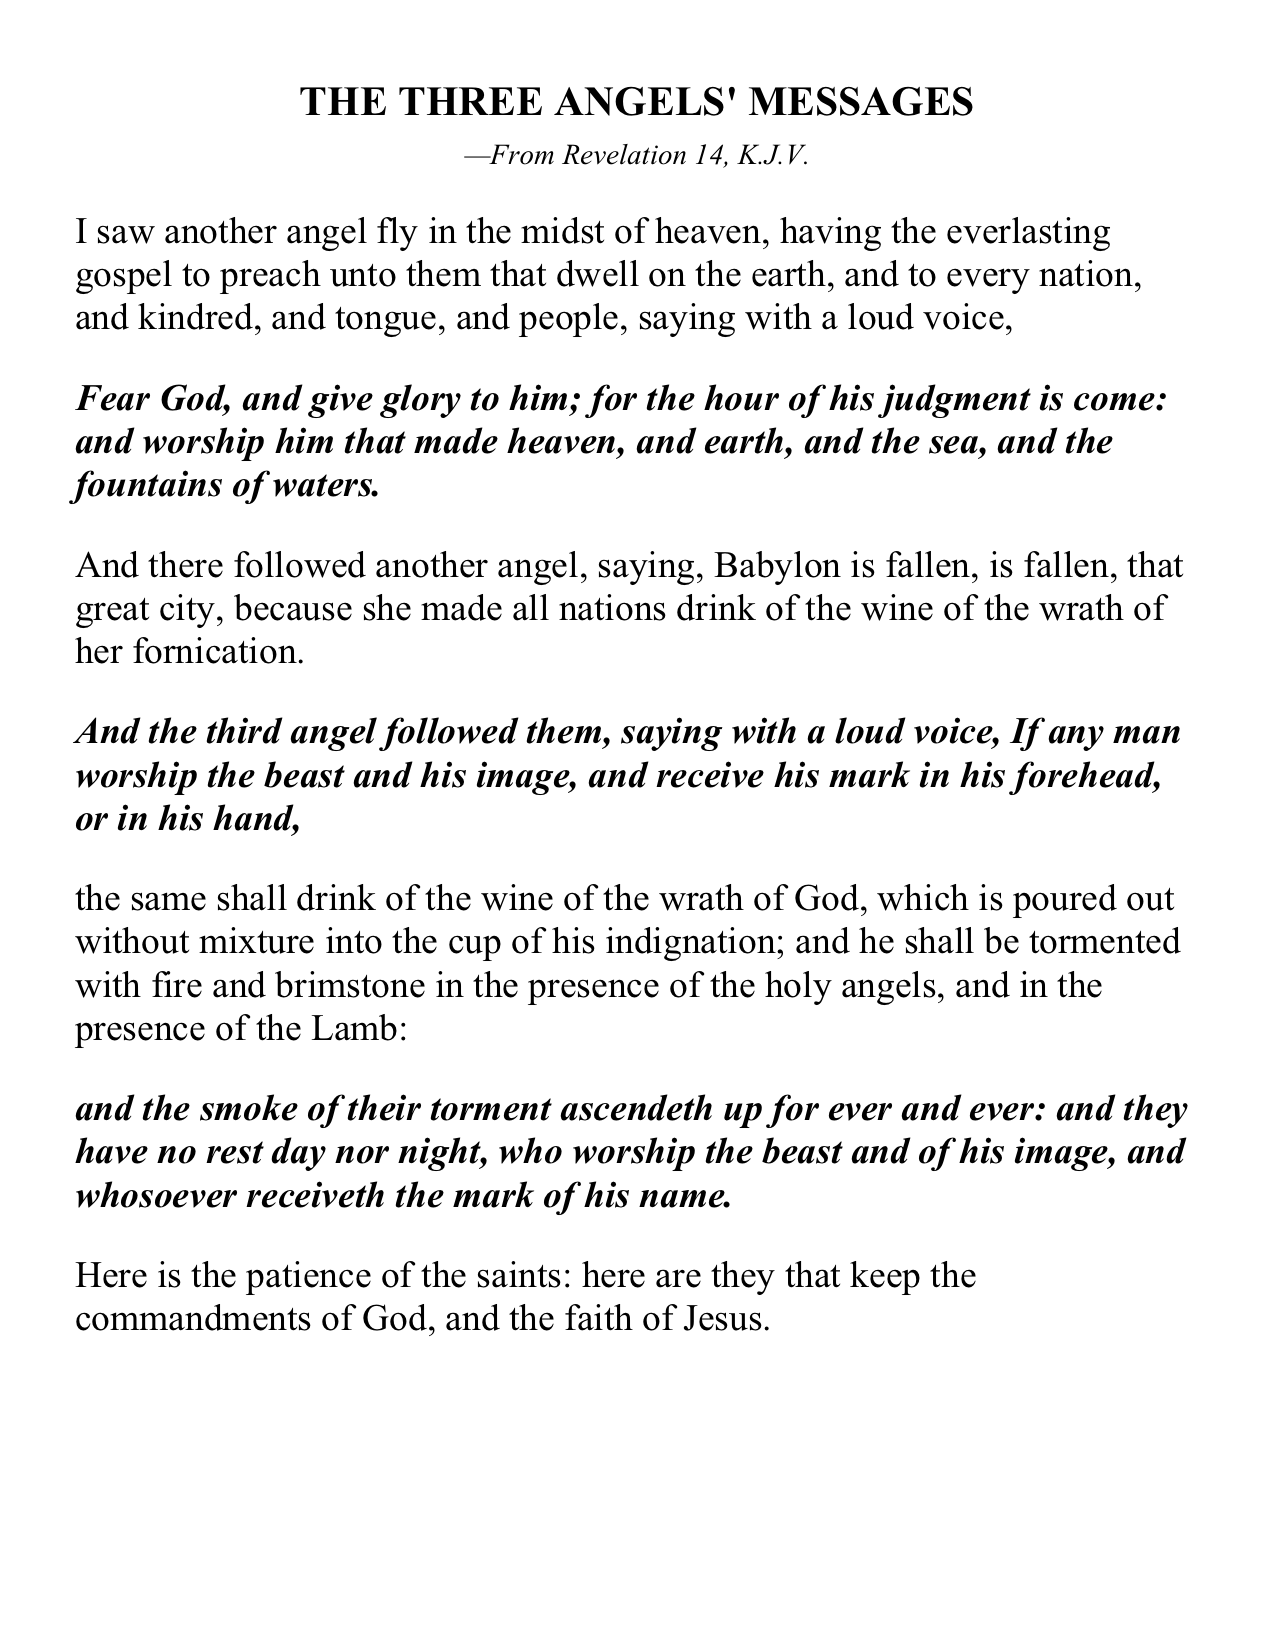 THE THREE ANGELS' MESSAGES
—From Revelation 14, K.J.V.
I saw another angel fly in the midst of heaven, having the everlasting
gospel to preach unto them that dwell on the earth, and to every nation,
and kindred, and tongue, and people, saying with a loud voice,
Fear God, and give glory to him; for the hour of his judgment is come:
and worship him that made heaven, and earth, and the sea, and the
fountains of waters.
And there followed another angel, saying, Babylon is fallen, is fallen, that
great city, because she made all nations drink of the wine of the wrath of
her fornication.
And the third angel followed them, saying with a loud voice, If any man
worship the beast and his image, and receive his mark in his forehead,
or in his hand,
the same shall drink of the wine of the wrath of God, which is poured out
without mixture into the cup of his indignation; and he shall be tormented
with fire and brimstone in the presence of the holy angels, and in the
presence of the Lamb:
and the smoke of their torment ascendeth up for ever and ever: and they
have no rest day nor night, who worship the beast and of his image, and
whosoever receiveth the mark of his name.
Here is the patience of the saints: here are they that keep the
commandments of God, and the faith of Jesus.